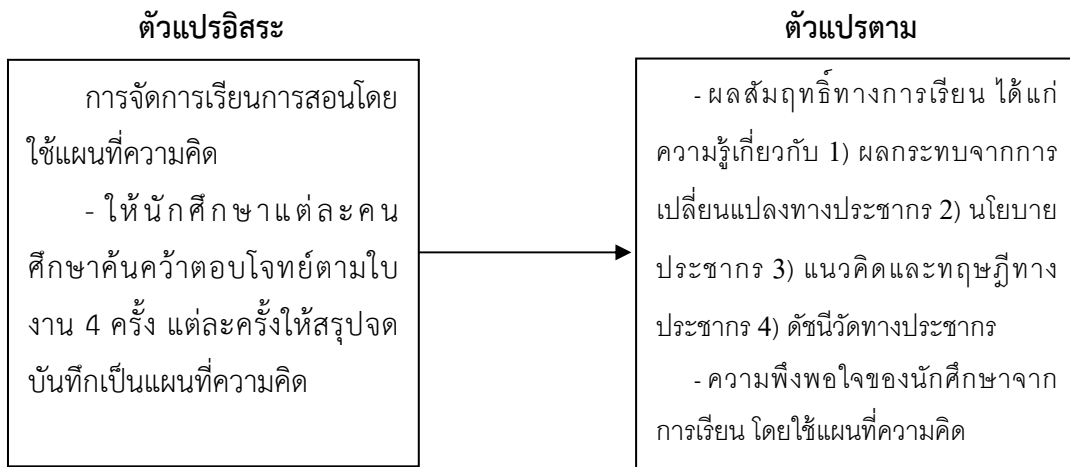 ตัวแปรอิสระ
การจัดการเรียนการสอนโดย
ใช้แผนที่ความคิด
- ให้นักศึกษาแต่ละคน
ศึกษาค้นคว้าตอบโจทย์ตามใบ
งาน 4 ครั้ง แต่ละครั้งให้สรุปจด
บันทึกเป็นแผนที่ความคิด
ตัวแปรตาม
- ผลสัมฤทธิ์ทางการเรียน ได้แก่
ความรู้เกี่ยวกับ 1) ผลกระทบจากการ
เปลี่ยนแปลงทางประชากร 2) นโยบาย
ประชากร 3) แนวคิดและทฤษฎีทาง
ประชากร 4) ดัชนีวัดทางประชากร
- ความพึงพอใจของนักศึกษาจาก
การเรียน โดยใช้แผนที่ความคิด